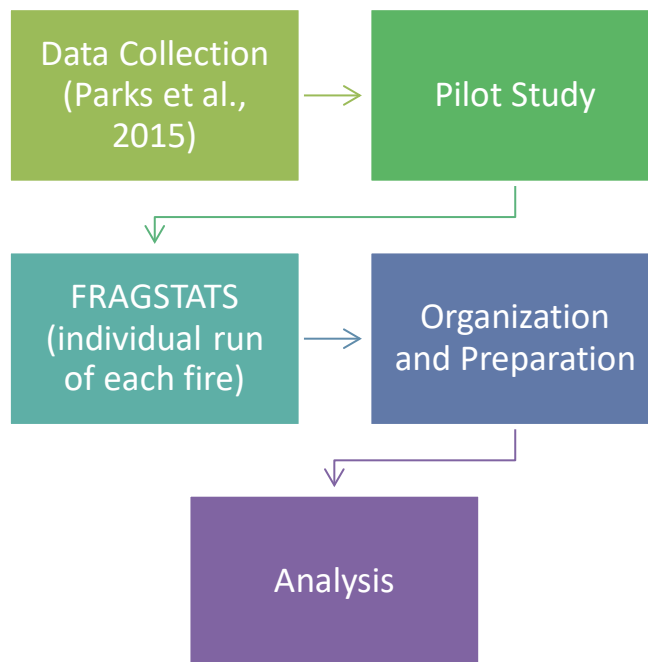 Data Collection
(Parks et al.,
2015)
Pilot Study
FRAGSTATS
(individual run
of each fire)
Organization
and Preparation
Analysis